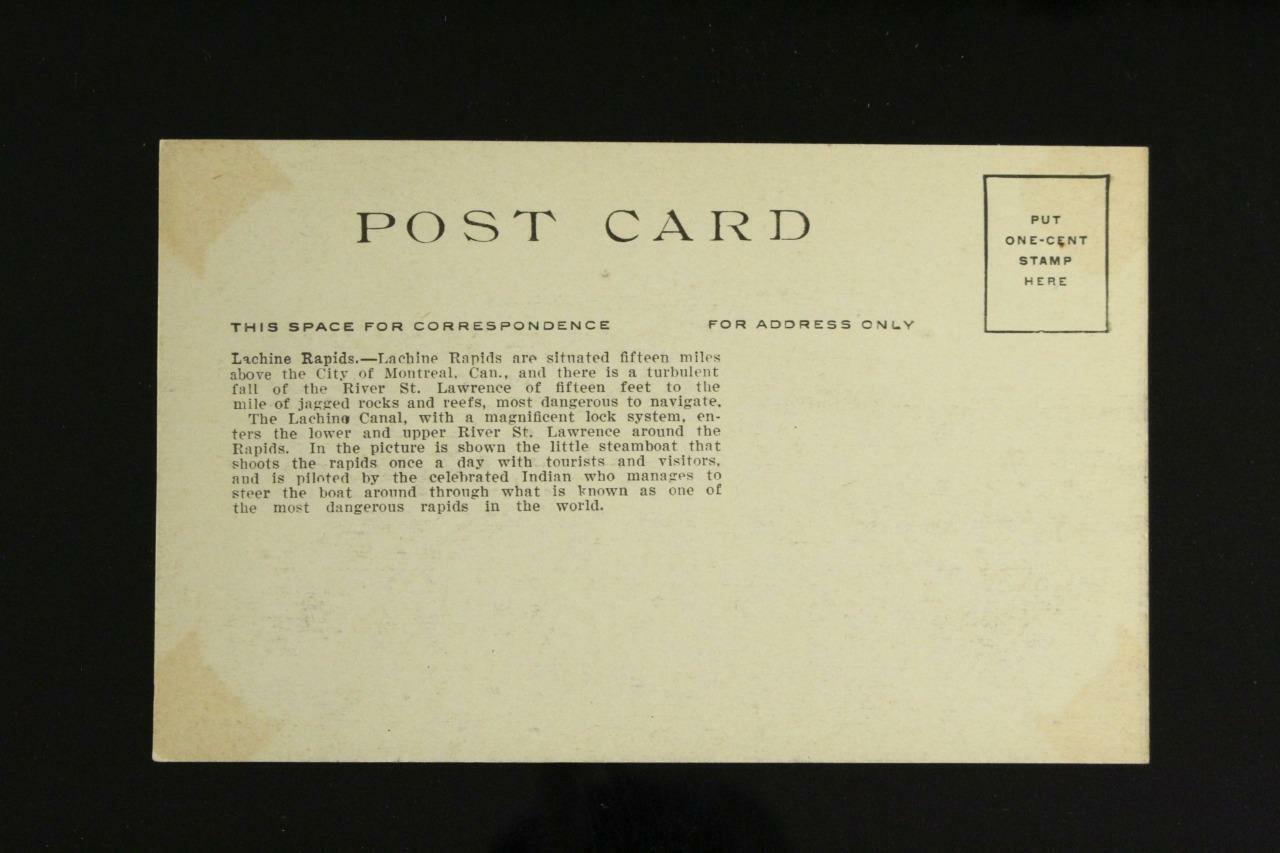 POST CARD
PUT
ONE-CENT
STAMP
HERE
THIS SPACE FOR CORRESPONDENCE
FOR ADDRESS ONLY
Lachine Rapids.—Lachine Rapids are situated fifteen miles
above the City of Montreal, Can., and there is a turbulent
fall of the River St. Lawrence of fifteen feet to the
mile of jagged rocks and reefs, most dangerous to navigate.
The Lachine Canal, with a magnificent lock system, en-
ters the lower and upper River St. Lawrence around the
Rapids. In the picture is shown the little steamboat that
shoots the rapids once a day with tourists and visitors,
and is piloted by the celebrated Indian who manages to
steer the boat around through what is known as one of
the most dangerous rapids in the world.